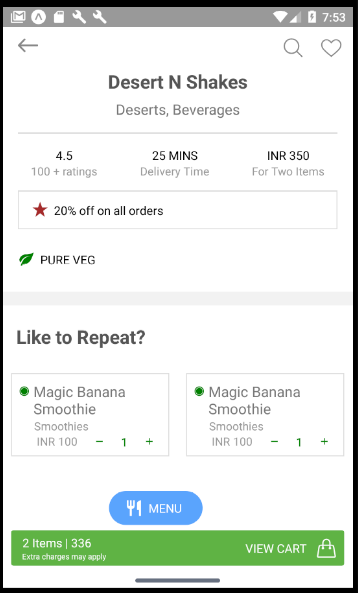 7:53
Desert N Shakes
Deserts, Beverages
4.5 25 MINS INR 350
100 + ratings Delivery Time For Two Items
20% off on all orders
PURE VEG
Like to Repeat?
Magic Banana
Smoothie
Smoothies
INR 100 − 1 +
Magic Banana
Smoothie
Smoothies
INR 100 − 1 +
MENU
2 Items | 336
Extra charges may apply
VIEW CART